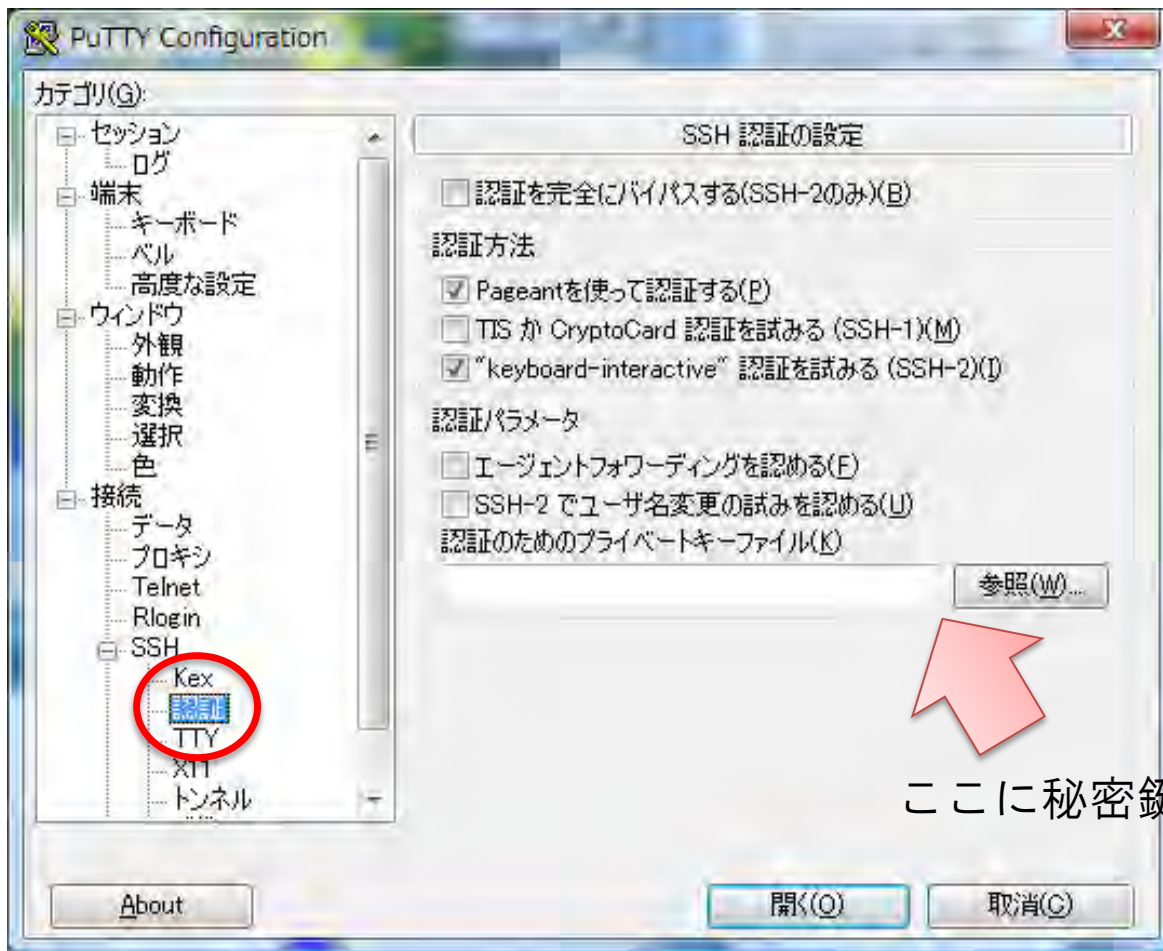 PuTTY Configuration
カテゴリ(G):
セッション
ログ
端末
キーボード
ベル
高度な設定
ウィンドウ
外観
動作
変換
選択
色
接続
データ
プロキシ
Telnet
Rlogin
SSH
Kex
認証
TTY
X11
トンネル
SSH 認証の設定
認証を完全にバイパスする(SSH-2のみ)(B)
認証方法
Pageantを使って認証する(P)
TIS か CryptoCard 認証を試みる (SSH-1)(M)
"keyboard-interactive" 認証を試みる (SSH-2)(I)
認証パラメータ
エージェントフォワーディングを認める(F)
SSH-2 でユーザ名変更の試みを認める(U)
認証のためのプライベートキーファイル(K)
参照(W)...
ここに秘密鍵
About
開く(O)
取消(C)